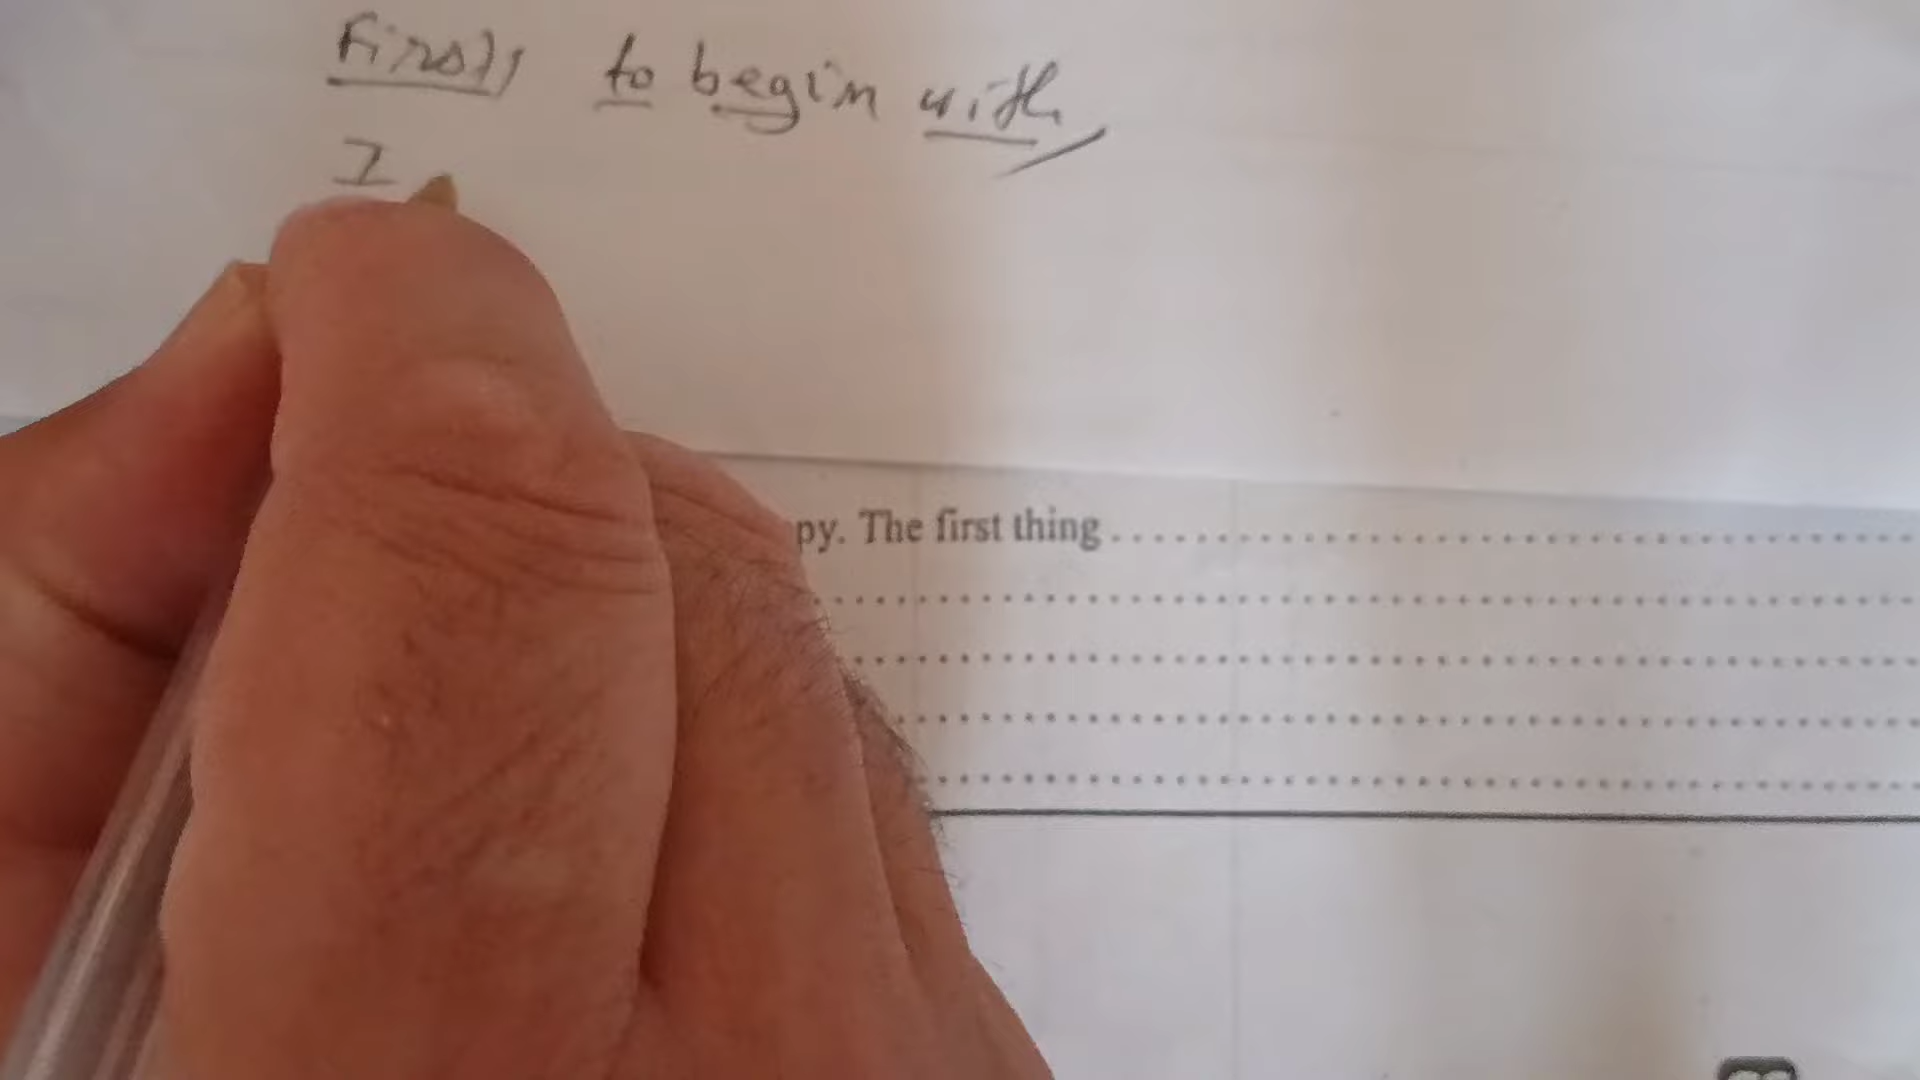 Firstly to begin with
I
py. The first thing ..............................